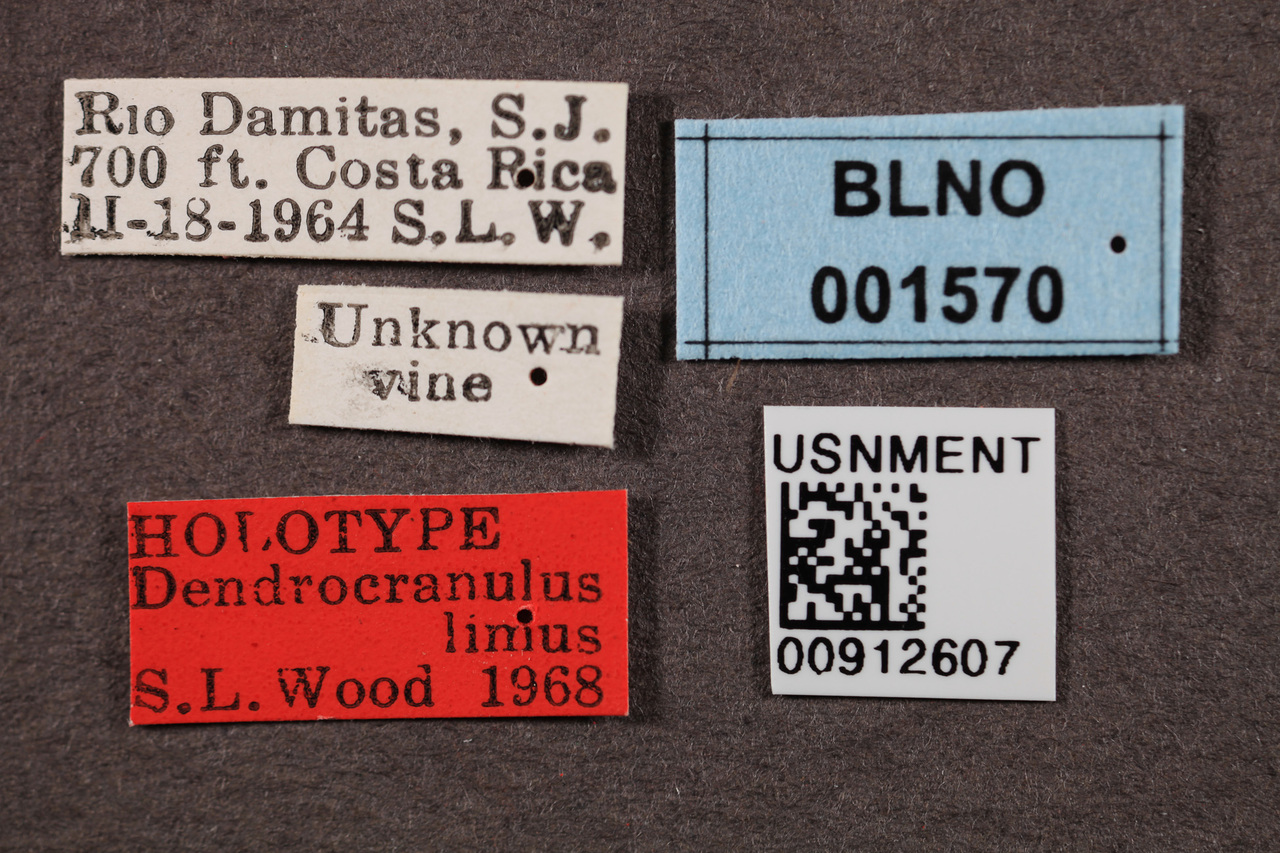 Rio Damitas, S.J.
700 ft. Costa Rica
II-18-1964 S.L.W.
Unknown
vine
HOLOTYPE
Dendrocranulus
limus
S.L. Wood 1968
BLNO
001570
USNMENT
00912607